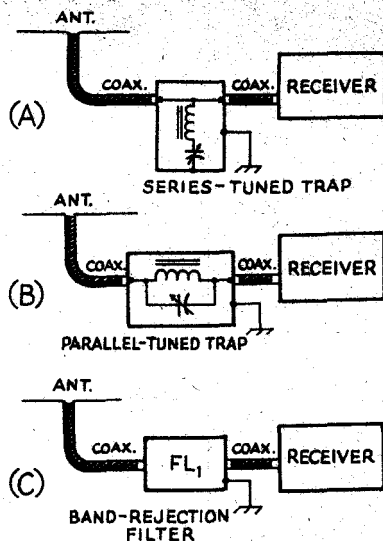 ANT.
COAX.
COAX.
RECEIVER
(A)
SERIES-TUNED TRAP
ANT.
COAX.
COAX.
RECEIVER
(B)
PARALLEL-TUNED TRAP
ANT.
COAX.
COAX.
FL₁
RECEIVER
(C)
BAND-REJECTION
FILTER